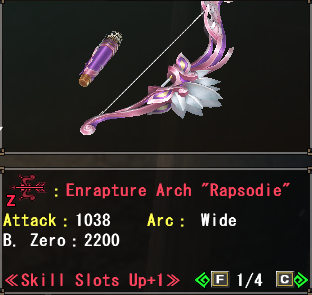 Z : Enrapture Arch "Rapsodie"
Attack : 1038 Arc : Wide
B. Zero : 2200
≪Skill Slots Up+1≫ F 1/4 C